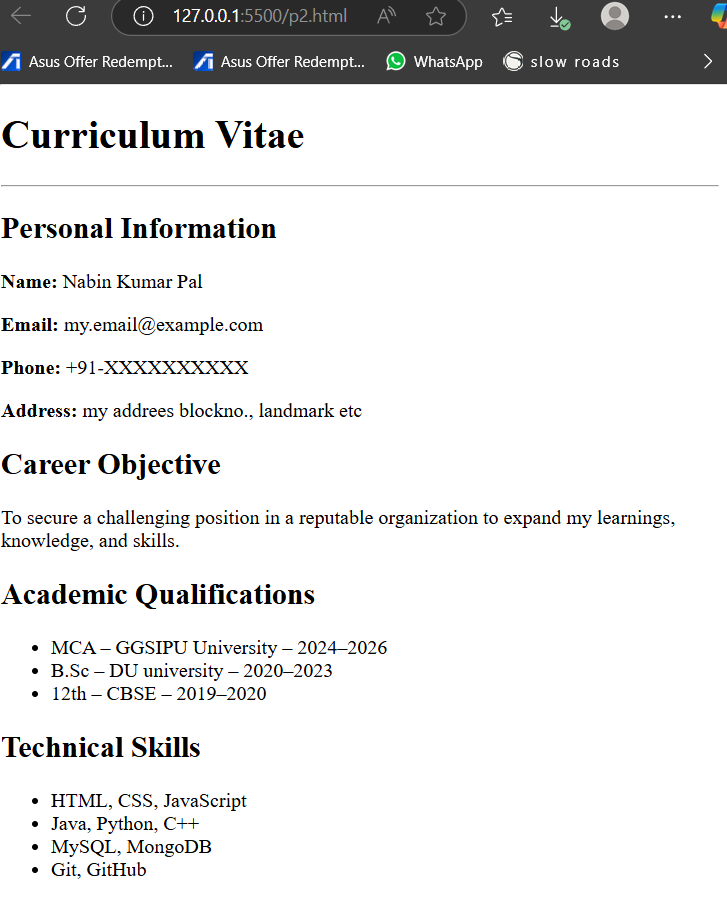 127.0.0.1:5500/p2.html
Asus Offer Redempt... Asus Offer Redempt... WhatsApp slow roads
Curriculum Vitae
Personal Information
Name: Nabin Kumar Pal
Email: my.email@example.com
Phone: +91-XXXXXXXXXX
Address: my addrees blockno., landmark etc
Career Objective
To secure a challenging position in a reputable organization to expand my learnings,
knowledge, and skills.
Academic Qualifications
• MCA – GGSIPU University – 2024–2026
• B.Sc – DU university – 2020–2023
• 12th – CBSE – 2019–2020
Technical Skills
• HTML, CSS, JavaScript
• Java, Python, C++
• MySQL, MongoDB
• Git, GitHub